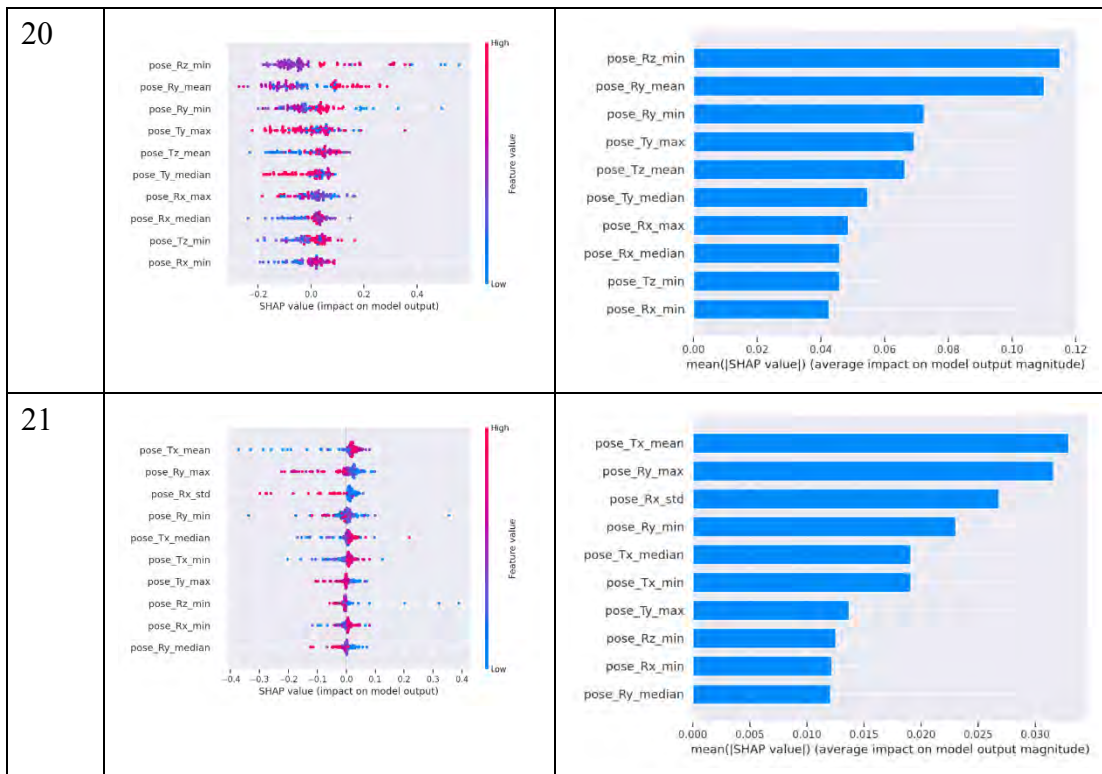 20
High
pose_Rz_min
pose_Ry_mean
pose_Ry_min
pose_Ty_max
pose_Tz_mean
pose_Ty_median
pose_Rx_max
pose_Rx_median
pose_Tz_min
pose_Rx_min
Feature value
Low
−0.2 0.0 0.2 0.4
SHAP value (impact on model output)
pose_Rz_min
pose_Ry_mean
pose_Ry_min
pose_Ty_max
pose_Tz_mean
pose_Ty_median
pose_Rx_max
pose_Rx_median
pose_Tz_min
pose_Rx_min
0.00 0.02 0.04 0.06 0.08 0.10 0.12
mean(|SHAP value|) (average impact on model output magnitude)
21
High
pose_Tx_mean
pose_Ry_max
pose_Rx_std
pose_Ry_min
pose_Tx_median
pose_Tx_min
pose_Ty_max
pose_Rz_min
pose_Rx_min
pose_Ry_median
Feature value
Low
−0.4 −0.3 −0.2 −0.1 0.0 0.1 0.2 0.3 0.4
SHAP value (impact on model output)
pose_Tx_mean
pose_Ry_max
pose_Rx_std
pose_Ry_min
pose_Tx_median
pose_Tx_min
pose_Ty_max
pose_Rz_min
pose_Rx_min
pose_Ry_median
0.000 0.005 0.010 0.015 0.020 0.025 0.030
mean(|SHAP value|) (average impact on model output magnitude)